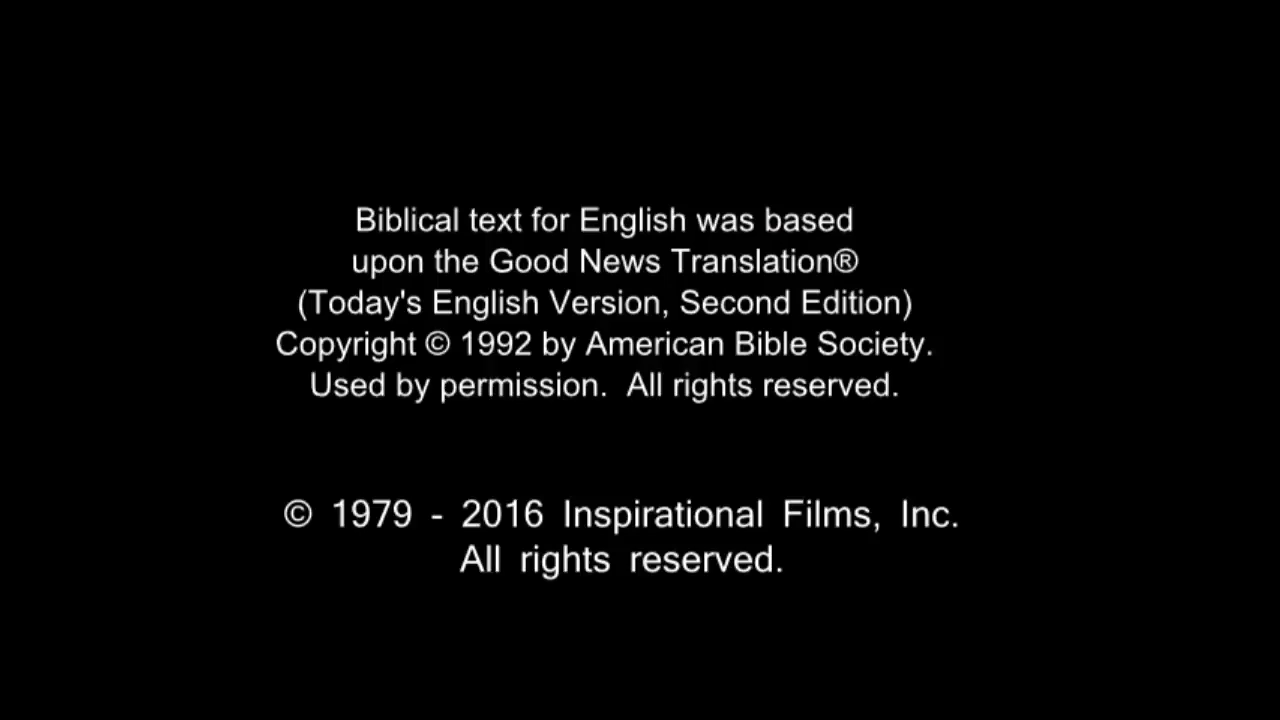 Biblical text for English was based
upon the Good News Translation®
(Today's English Version, Second Edition)
Copyright © 1992 by American Bible Society.
Used by permission.  All rights reserved.
© 1979 - 2016 Inspirational Films, Inc.
All rights reserved.